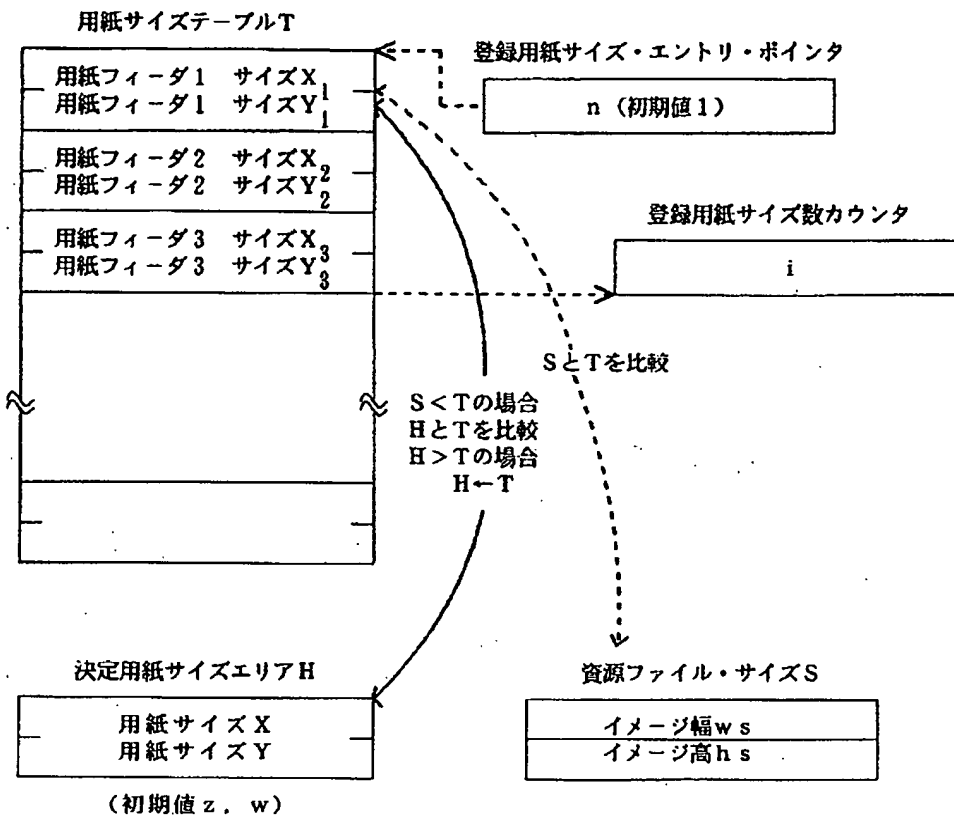 用紙サイズテーブルT
登録用紙サイズ・エントリ・ポインタ
用紙フィーダ1 サイズX1
用紙フィーダ1 サイズY1
n (初期値1)
用紙フィーダ2 サイズX2
用紙フィーダ2 サイズY2
登録用紙サイズ数カウンタ
用紙フィーダ3 サイズX3
用紙フィーダ3 サイズY3
i
SとTを比較
S<Tの場合
HとTを比較
H>Tの場合
H←T
決定用紙サイズエリアH
資源ファイル・サイズS
用紙サイズX
用紙サイズY
イメージ幅ws
イメージ高hs
(初期値z, w)